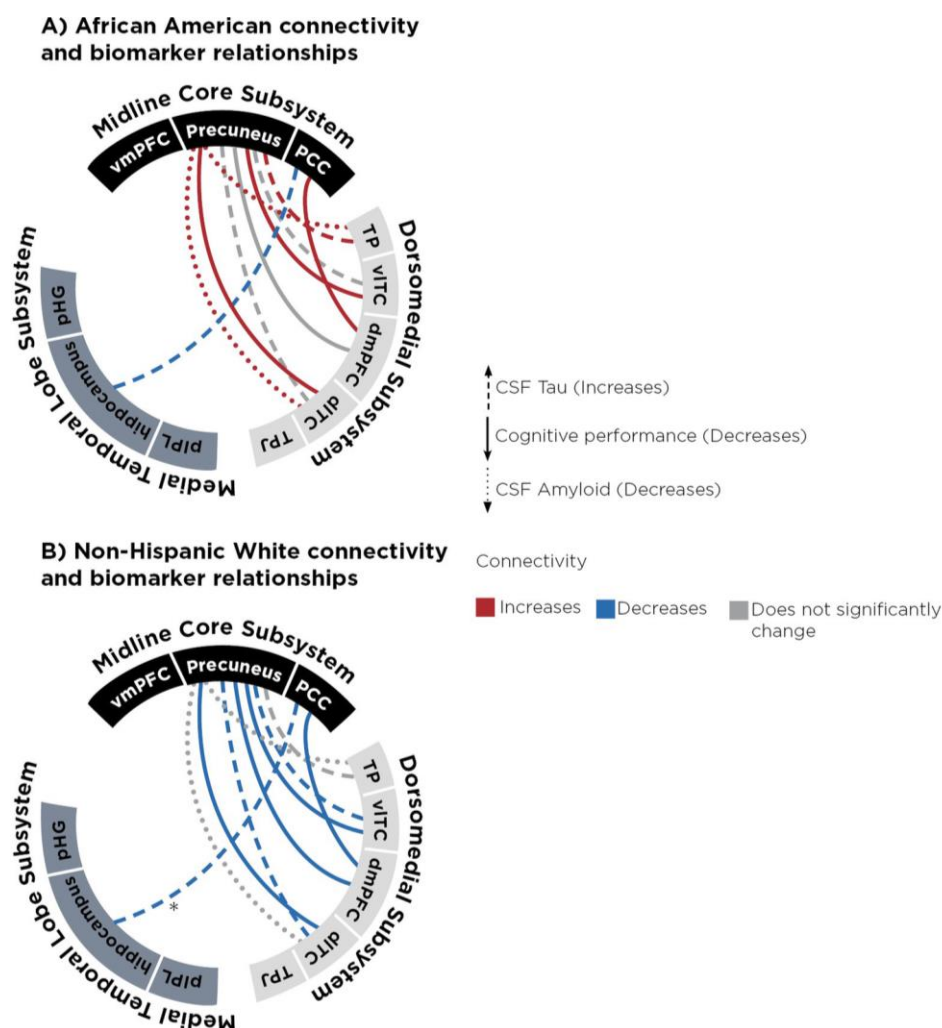 A) African American connectivity
and biomarker relationships
Midline Core Subsystem
vmPFC
Precuneus
PCC
TP
vlTC
dmPFC
dlTC
TPJ
Dorsomedial Subsystem
pHG
hippocampus
pIPL
Medial Temporal Lobe Subsystem
CSF Tau (Increases)
Cognitive performance (Decreases)
CSF Amyloid (Decreases)
B) Non-Hispanic White connectivity
and biomarker relationships
Connectivity
Increases
Decreases
Does not significantly
change
Midline Core Subsystem
vmPFC
Precuneus
PCC
TP
vlTC
dmPFC
dlTC
TPJ
Dorsomedial Subsystem
pHG
hippocampus
pIPL
Medial Temporal Lobe Subsystem
*